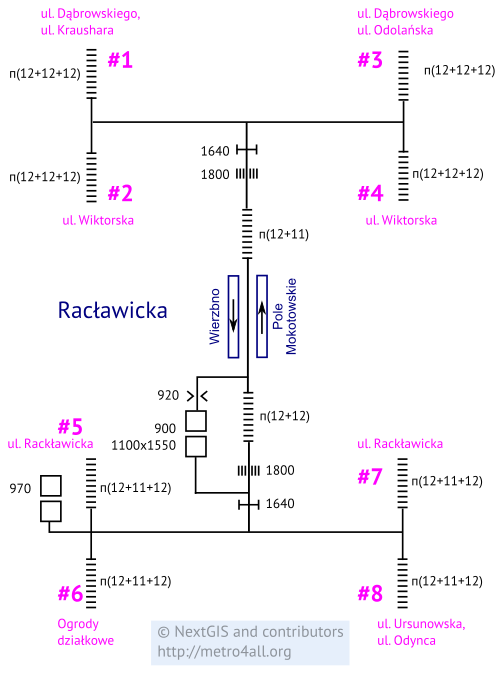 ul. Dąbrowskiego,
ul. Kraushara
#1
п(12+12+12)
ul. Dąbrowskiego
ul. Odolańska
#3
п(12+12+12)
п(12+12+12)
#2
ul. Wiktorska
1640
1800
п(12+12+12)
#4
ul. Wiktorska
п(12+11)
Racławicka
Wierzbno
Pole
Mokotowskie
920
900
1100x1550
п(12+12)
1800
1640
#5
ul. Rackławicka
970
п(12+11+12)
ul. Rackławicka
#7
п(12+11+12)
п(12+11+12)
#6
Ogrody
działkowe
п(12+11+12)
#8
ul. Ursunowska,
ul. Odynca
© NextGIS and contributors
http://metro4all.org